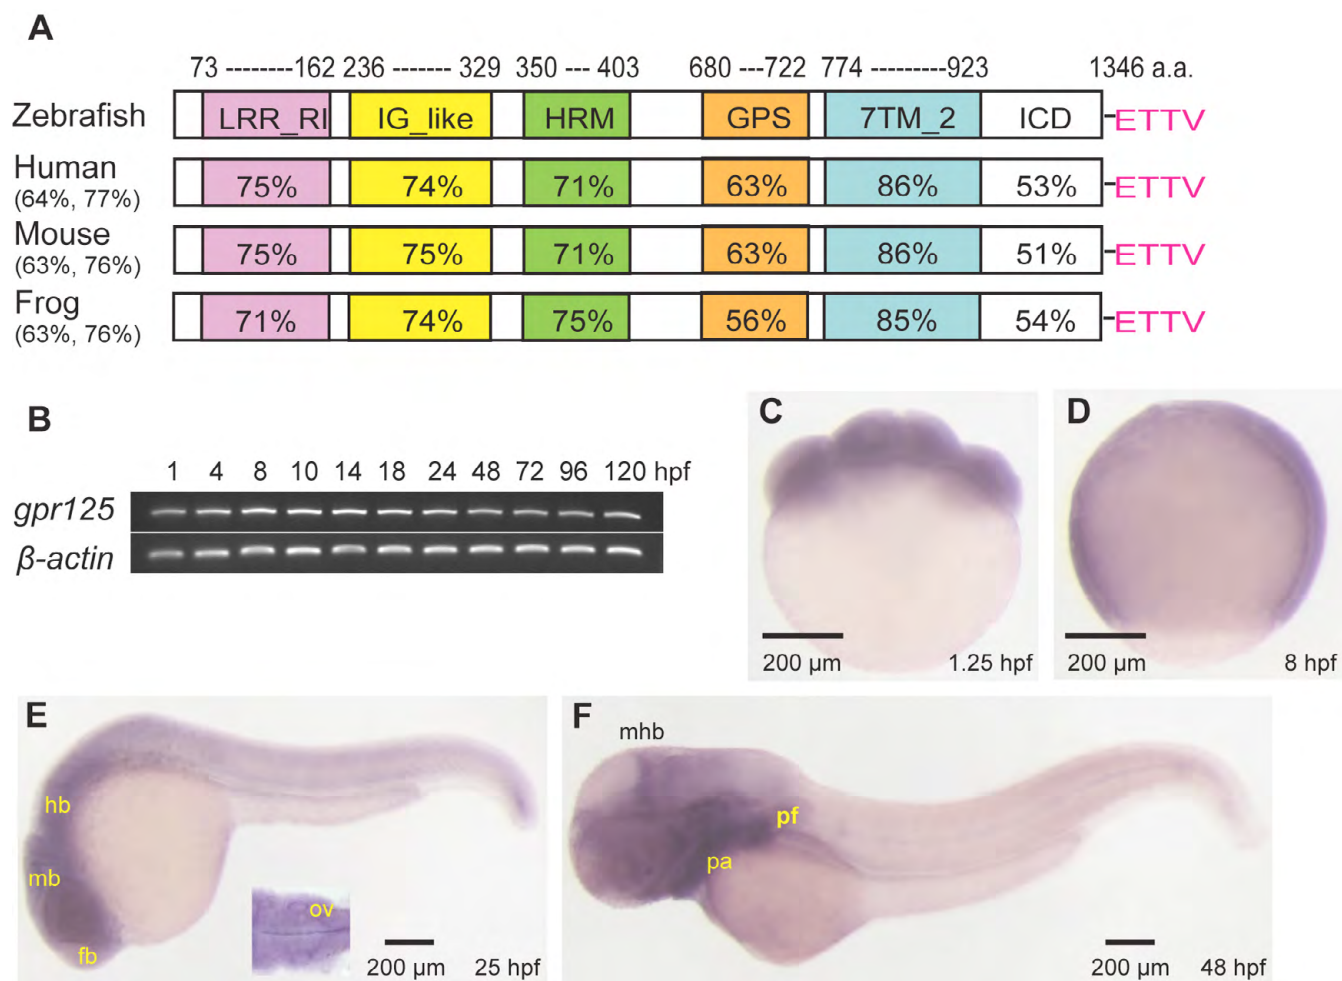 A
73 --------162 236 ------- 329 350 --- 403 680 ---722 774 ---------923 1346 a.a.
Zebrafish LRR_RI IG_like HRM GPS 7TM_2 ICD ETTV
Human
(64%, 77%) 75% 74% 71% 63% 86% 53% ETTV
Mouse
(63%, 76%) 75% 75% 71% 63% 86% 51% ETTV
Frog
(63%, 76%) 71% 74% 75% 56% 85% 54% ETTV
B
1 4 8 10 14 18 24 48 72 96 120 hpf
gpr125
β-actin
C
200 µm 1.25 hpf
D
200 µm 8 hpf
E
hb
mb
fb
ov
200 µm 25 hpf
F
mhb
pf
pa
200 µm 48 hpf